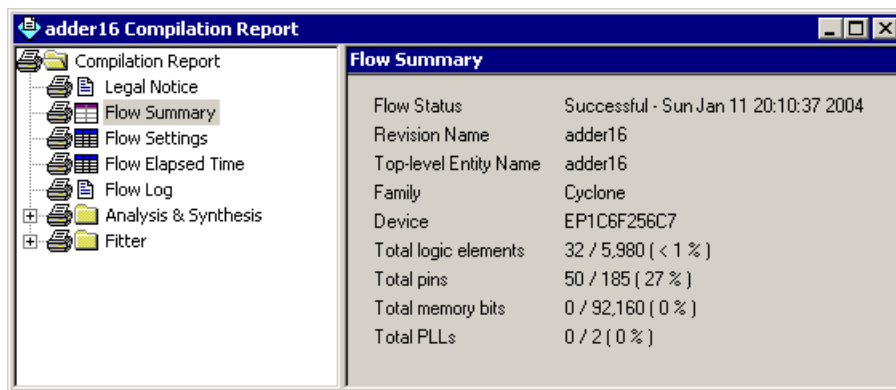 adder16 Compilation Report
Compilation Report
Legal Notice
Flow Summary
Flow Settings
Flow Elapsed Time
Flow Log
Analysis & Synthesis
Fitter
Flow Summary
Flow Status Successful - Sun Jan 11 20:10:37 2004
Revision Name adder16
Top-level Entity Name adder16
Family Cyclone
Device EP1C6F256C7
Total logic elements 32 / 5,980 ( < 1 % )
Total pins 50 / 185 ( 27 % )
Total memory bits 0 / 92,160 ( 0 % )
Total PLLs 0 / 2 ( 0 % )